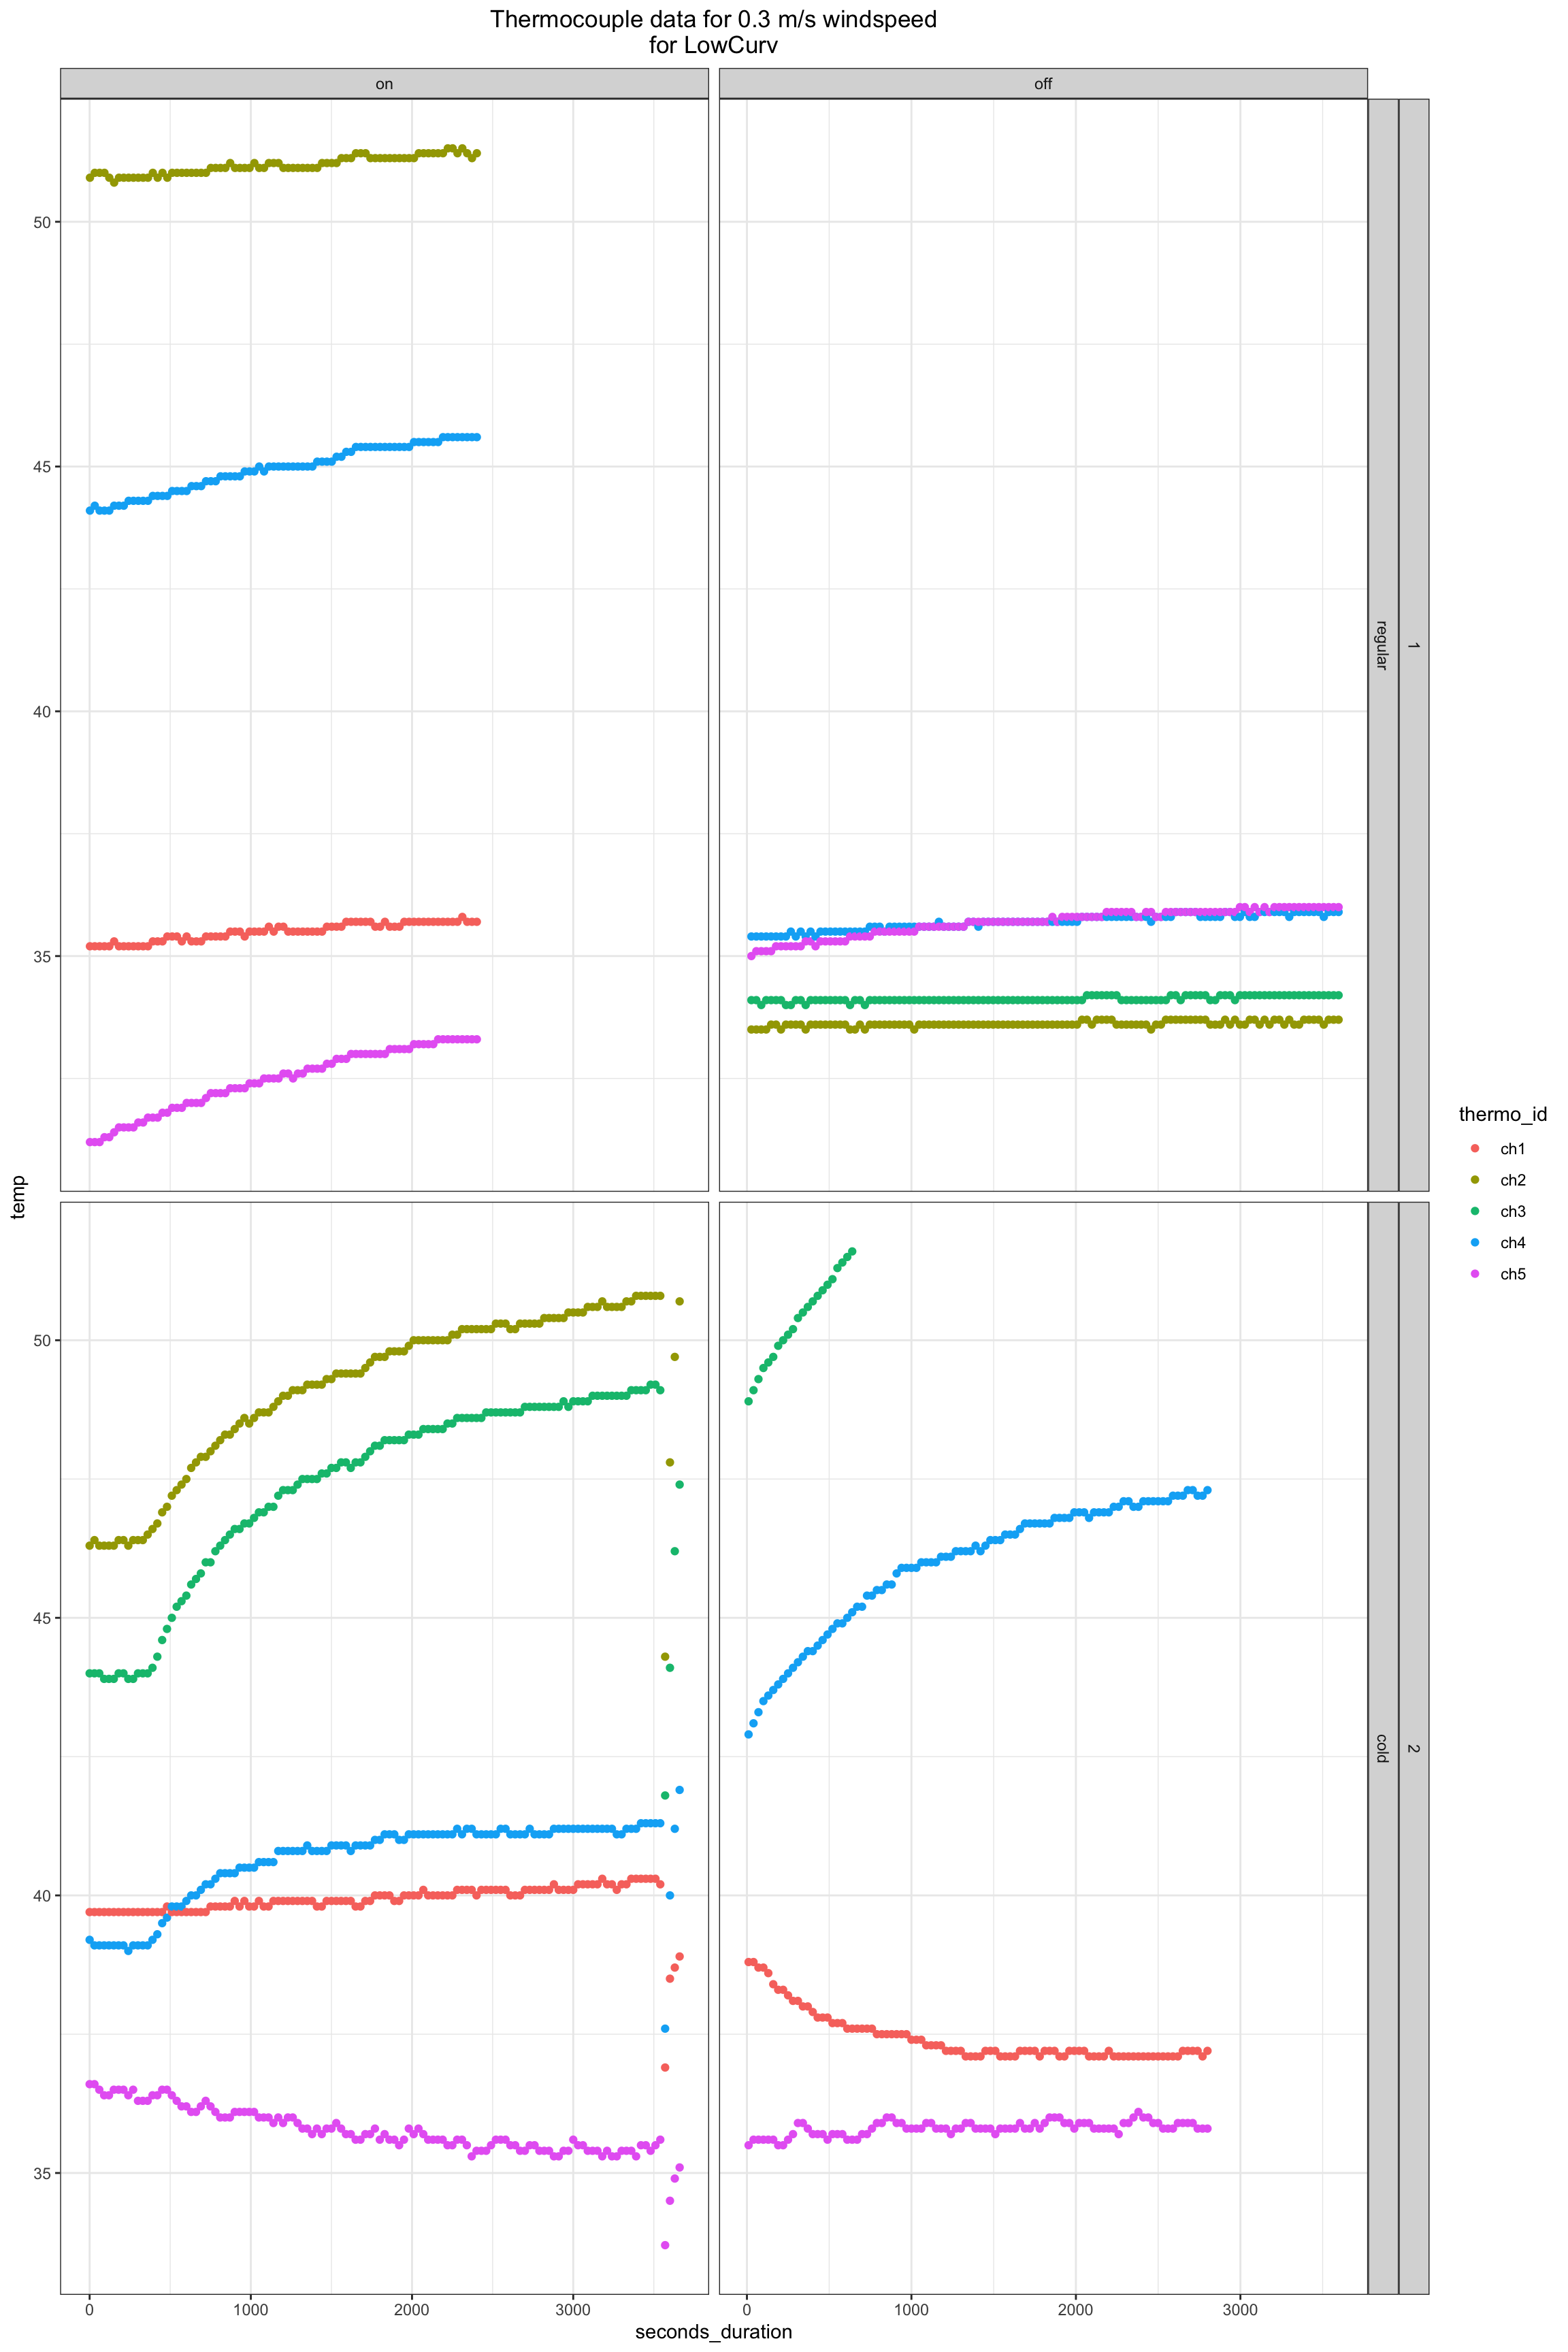 Thermocouple data for 0.3 m/s windspeed
for LowCurv
on
off
50
45
40
35
regular
1
50
45
40
35
cold
2
temp
0
1000
2000
3000
0
1000
2000
3000
seconds_duration
thermo_id
ch1
ch2
ch3
ch4
ch5